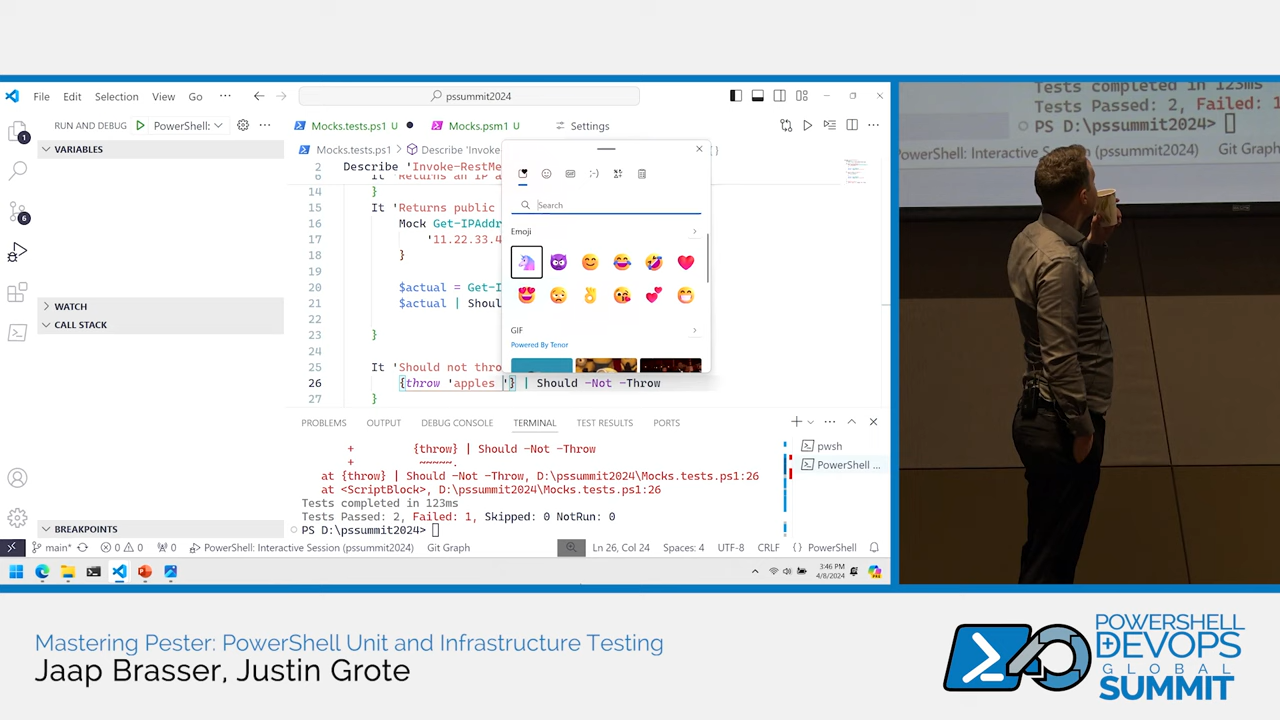 File Edit Selection View Go ··· pssummit2024
RUN AND DEBUG PowerShell: ···
Mocks.tests.ps1 U Mocks.psm1 U Settings
VARIABLES
Mocks.tests.ps1 Describe 'Invoke
2 Describe 'Invoke-RestMe
6 It 'Returns an IP a
14 }
15 It 'Returns public
16 Mock Get-IPAddr
17 '11.22.33.4
18 }
19
20 $actual = Get-I
21 $actual | Shoul
22
23 }
24
25 It 'Should not thro
26 {throw 'apples '} | Should -Not -Throw
27 }
Search
Emoji
GIF
Powered By Tenor
WATCH
CALL STACK
BREAKPOINTS
1
6
PROBLEMS OUTPUT DEBUG CONSOLE TERMINAL TEST RESULTS PORTS
+ {throw} | Should -Not -Throw
+ ~~~~~~.
at {throw} | Should -Not -Throw, D:\pssummit2024\Mocks.tests.ps1:26
at <ScriptBlock>, D:\pssummit2024\Mocks.tests.ps1:26
Tests completed in 123ms
Tests Passed: 2, Failed: 1, Skipped: 0 NotRun: 0
PS D:\pssummit2024>
pwsh
PowerShell ...
main* 0 0 0 PowerShell: Interactive Session (pssummit2024) Git Graph Ln 26, Col 24 Spaces: 4 UTF-8 CRLF {} PowerShell
3:46 PM
4/8/2024
Tests completed in 123ms
Tests Passed: 2, Failed: 1
PS D:\pssummit2024>
PowerShell: Interactive Session (pssummit2024) Git Graph
Mastering Pester: PowerShell Unit and Infrastructure Testing
Jaap Brasser, Justin Grote
POWERSHELL
+ DEVOPS
GLOBAL
SUMMIT